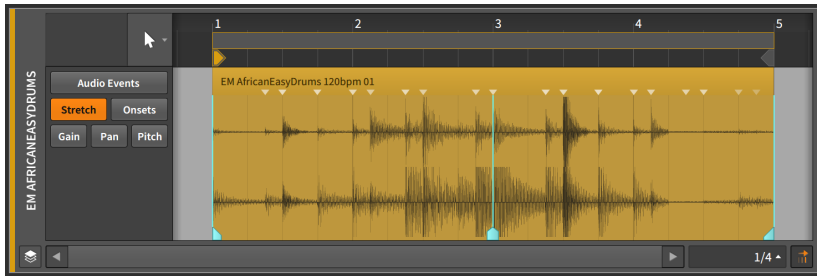 1 2 3 4 5
EM AFRICANEASYDRUMS
Audio Events
EM AfricanEasyDrums 120bpm 01
Stretch Onsets
Gain Pan Pitch
1/4